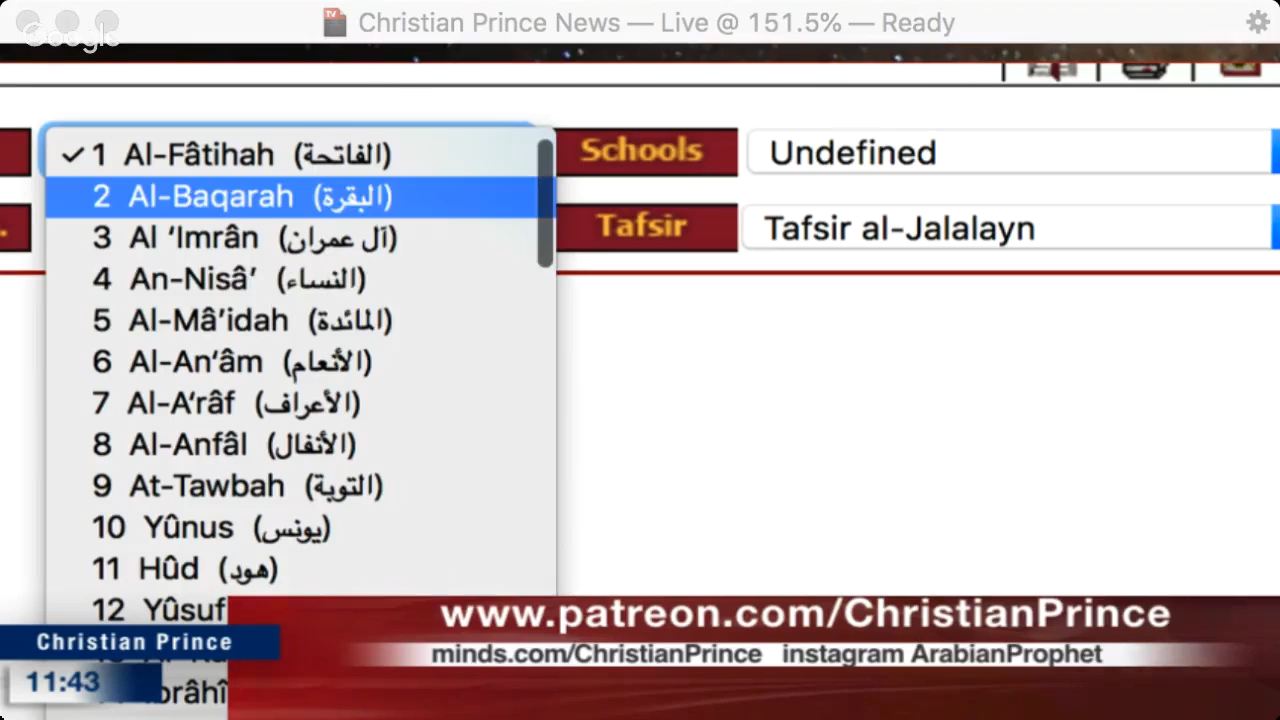 Christian Prince News — Live @ 151.5% — Ready
Google
✓ 1 Al-Fâtihah (الفاتحة)
2 Al-Baqarah (البقرة)
3 Al ‘Imrân (آل عمران)
4 An-Nisâ’ (النساء)
5 Al-Mâ’idah (المائدة)
6 Al-An‘âm (الأنعام)
7 Al-A‘râf (الأعراف)
8 Al-Anfâl (الأنفال)
9 At-Tawbah (التوبة)
10 Yûnus (يونس)
11 Hûd (هود)
12 Yûsuf
Schools
Undefined
Tafsir
Tafsir al-Jalalayn
www.patreon.com/ChristianPrince
minds.com/ChristianPrince instagram ArabianProphet
Christian Prince
11:43